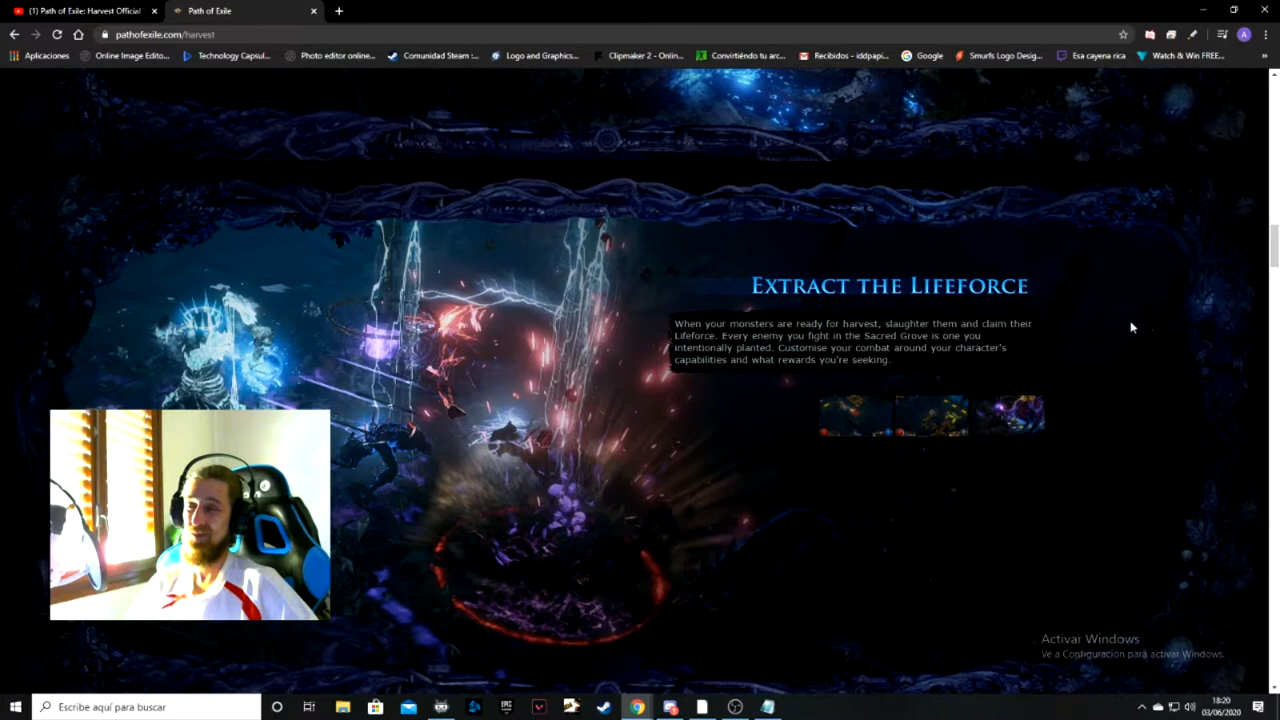 (1) Path of Exile: Harvest Official
Path of Exile
pathofexile.com/harvest
A
Aplicaciones
Online Image Edito...
Technology Capsul...
Photo editor online...
Comunidad Steam :...
Logo and Graphics...
Clipmaker 2 - Onlin...
Convirtiéndo tu arc...
Recibidos - iddpapi...
Google
Smurfs Logo Desig...
Esa cayena rica
Watch & Win FREE...
EXTRACT THE LIFEFORCE
When your monsters are ready for harvest, slaughter them and claim their
Lifeforce. Every enemy you fight in the Sacred Grove is one you
intentionally planted. Customise your combat around your character's
capabilities and what rewards you're seeking.
Activar Windows
Ve a Configuración para activar Windows.
Escribe aquí para buscar
EPIC
18:20
03/06/2020